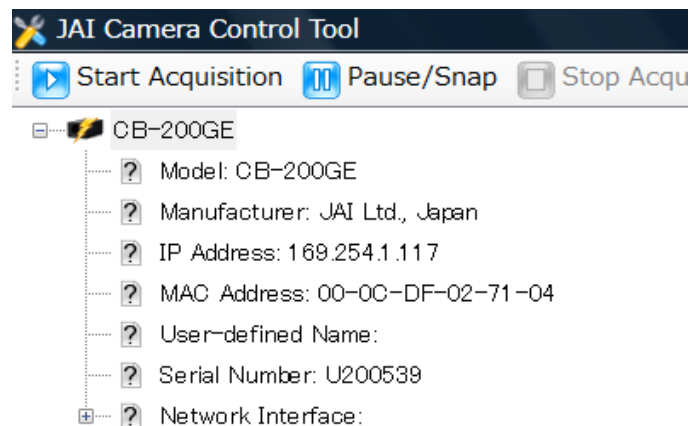 JAI Camera Control Tool
Start Acquisition Pause/Snap Stop Acqu
CB-200GE
Model: CB-200GE
Manufacturer: JAI Ltd., Japan
IP Address: 169.254.1.117
MAC Address: 00-0C-DF-02-71-04
User-defined Name:
Serial Number: U200539
Network Interface: